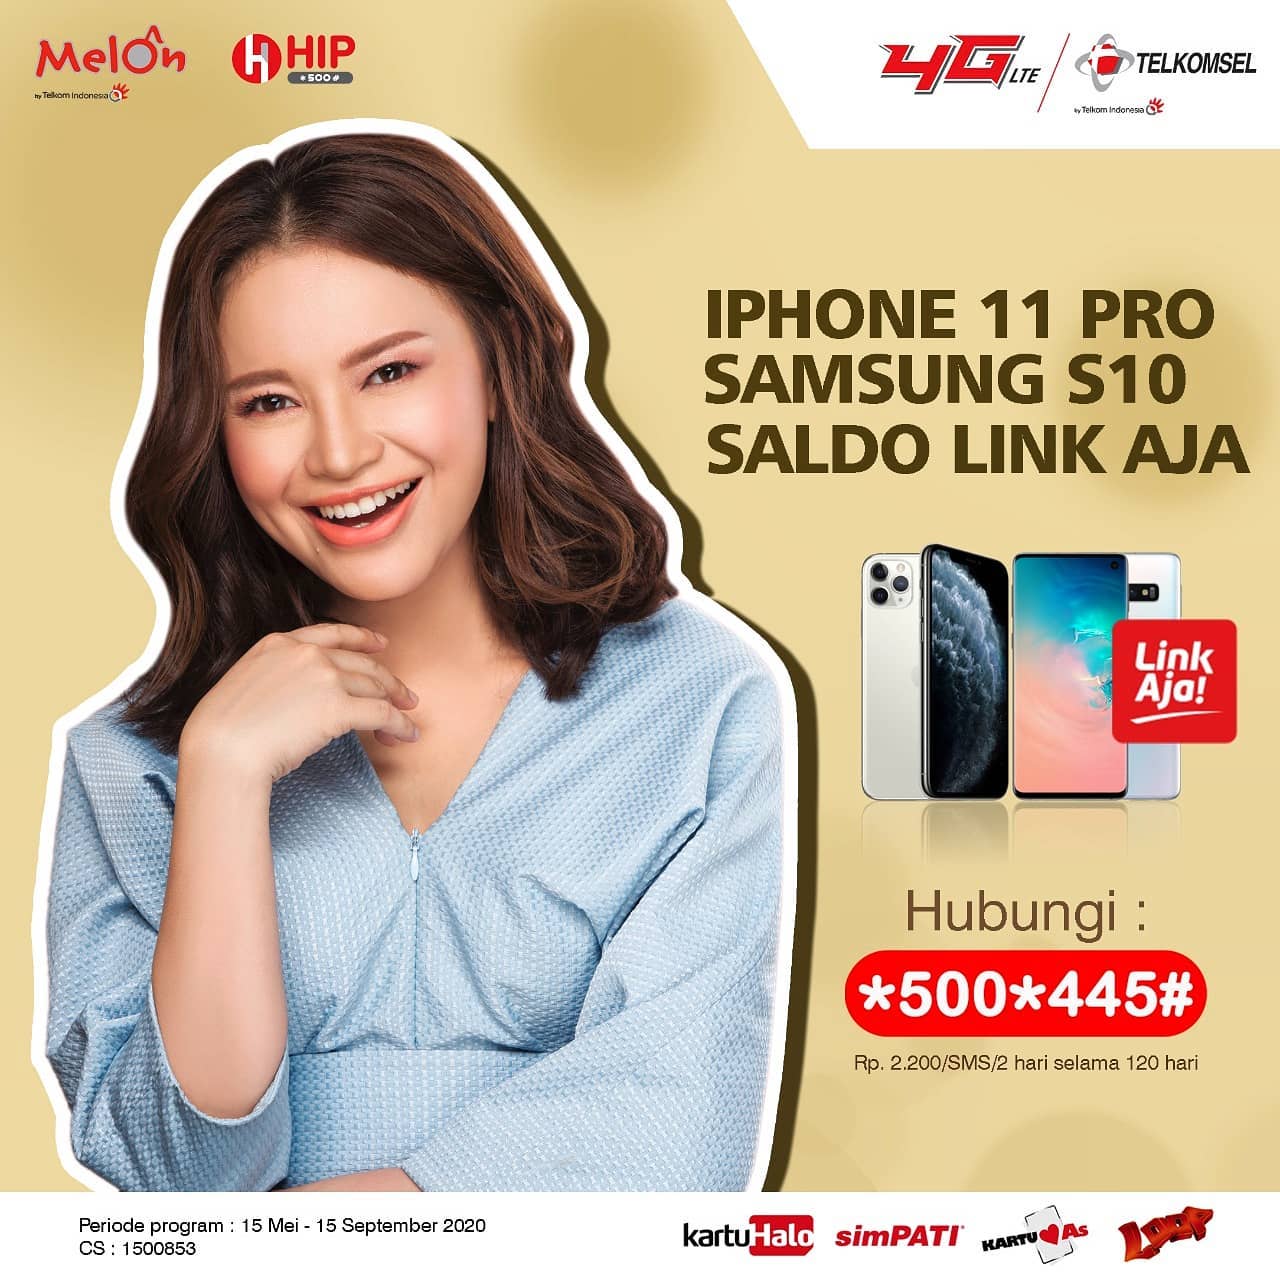 Melon
by Telkom Indonesia
HIP
*500#
4G LTE
TELKOMSEL
by Telkom Indonesia
IPHONE 11 PRO
SAMSUNG S10
SALDO LINK AJA
Link
Aja!
Hubungi :
*500*445#
Rp. 2.200/SMS/2 hari selama 120 hari
Periode program : 15 Mei - 15 September 2020
CS : 1500853
kartuHalo
simPATI
KARTU As
LOOP